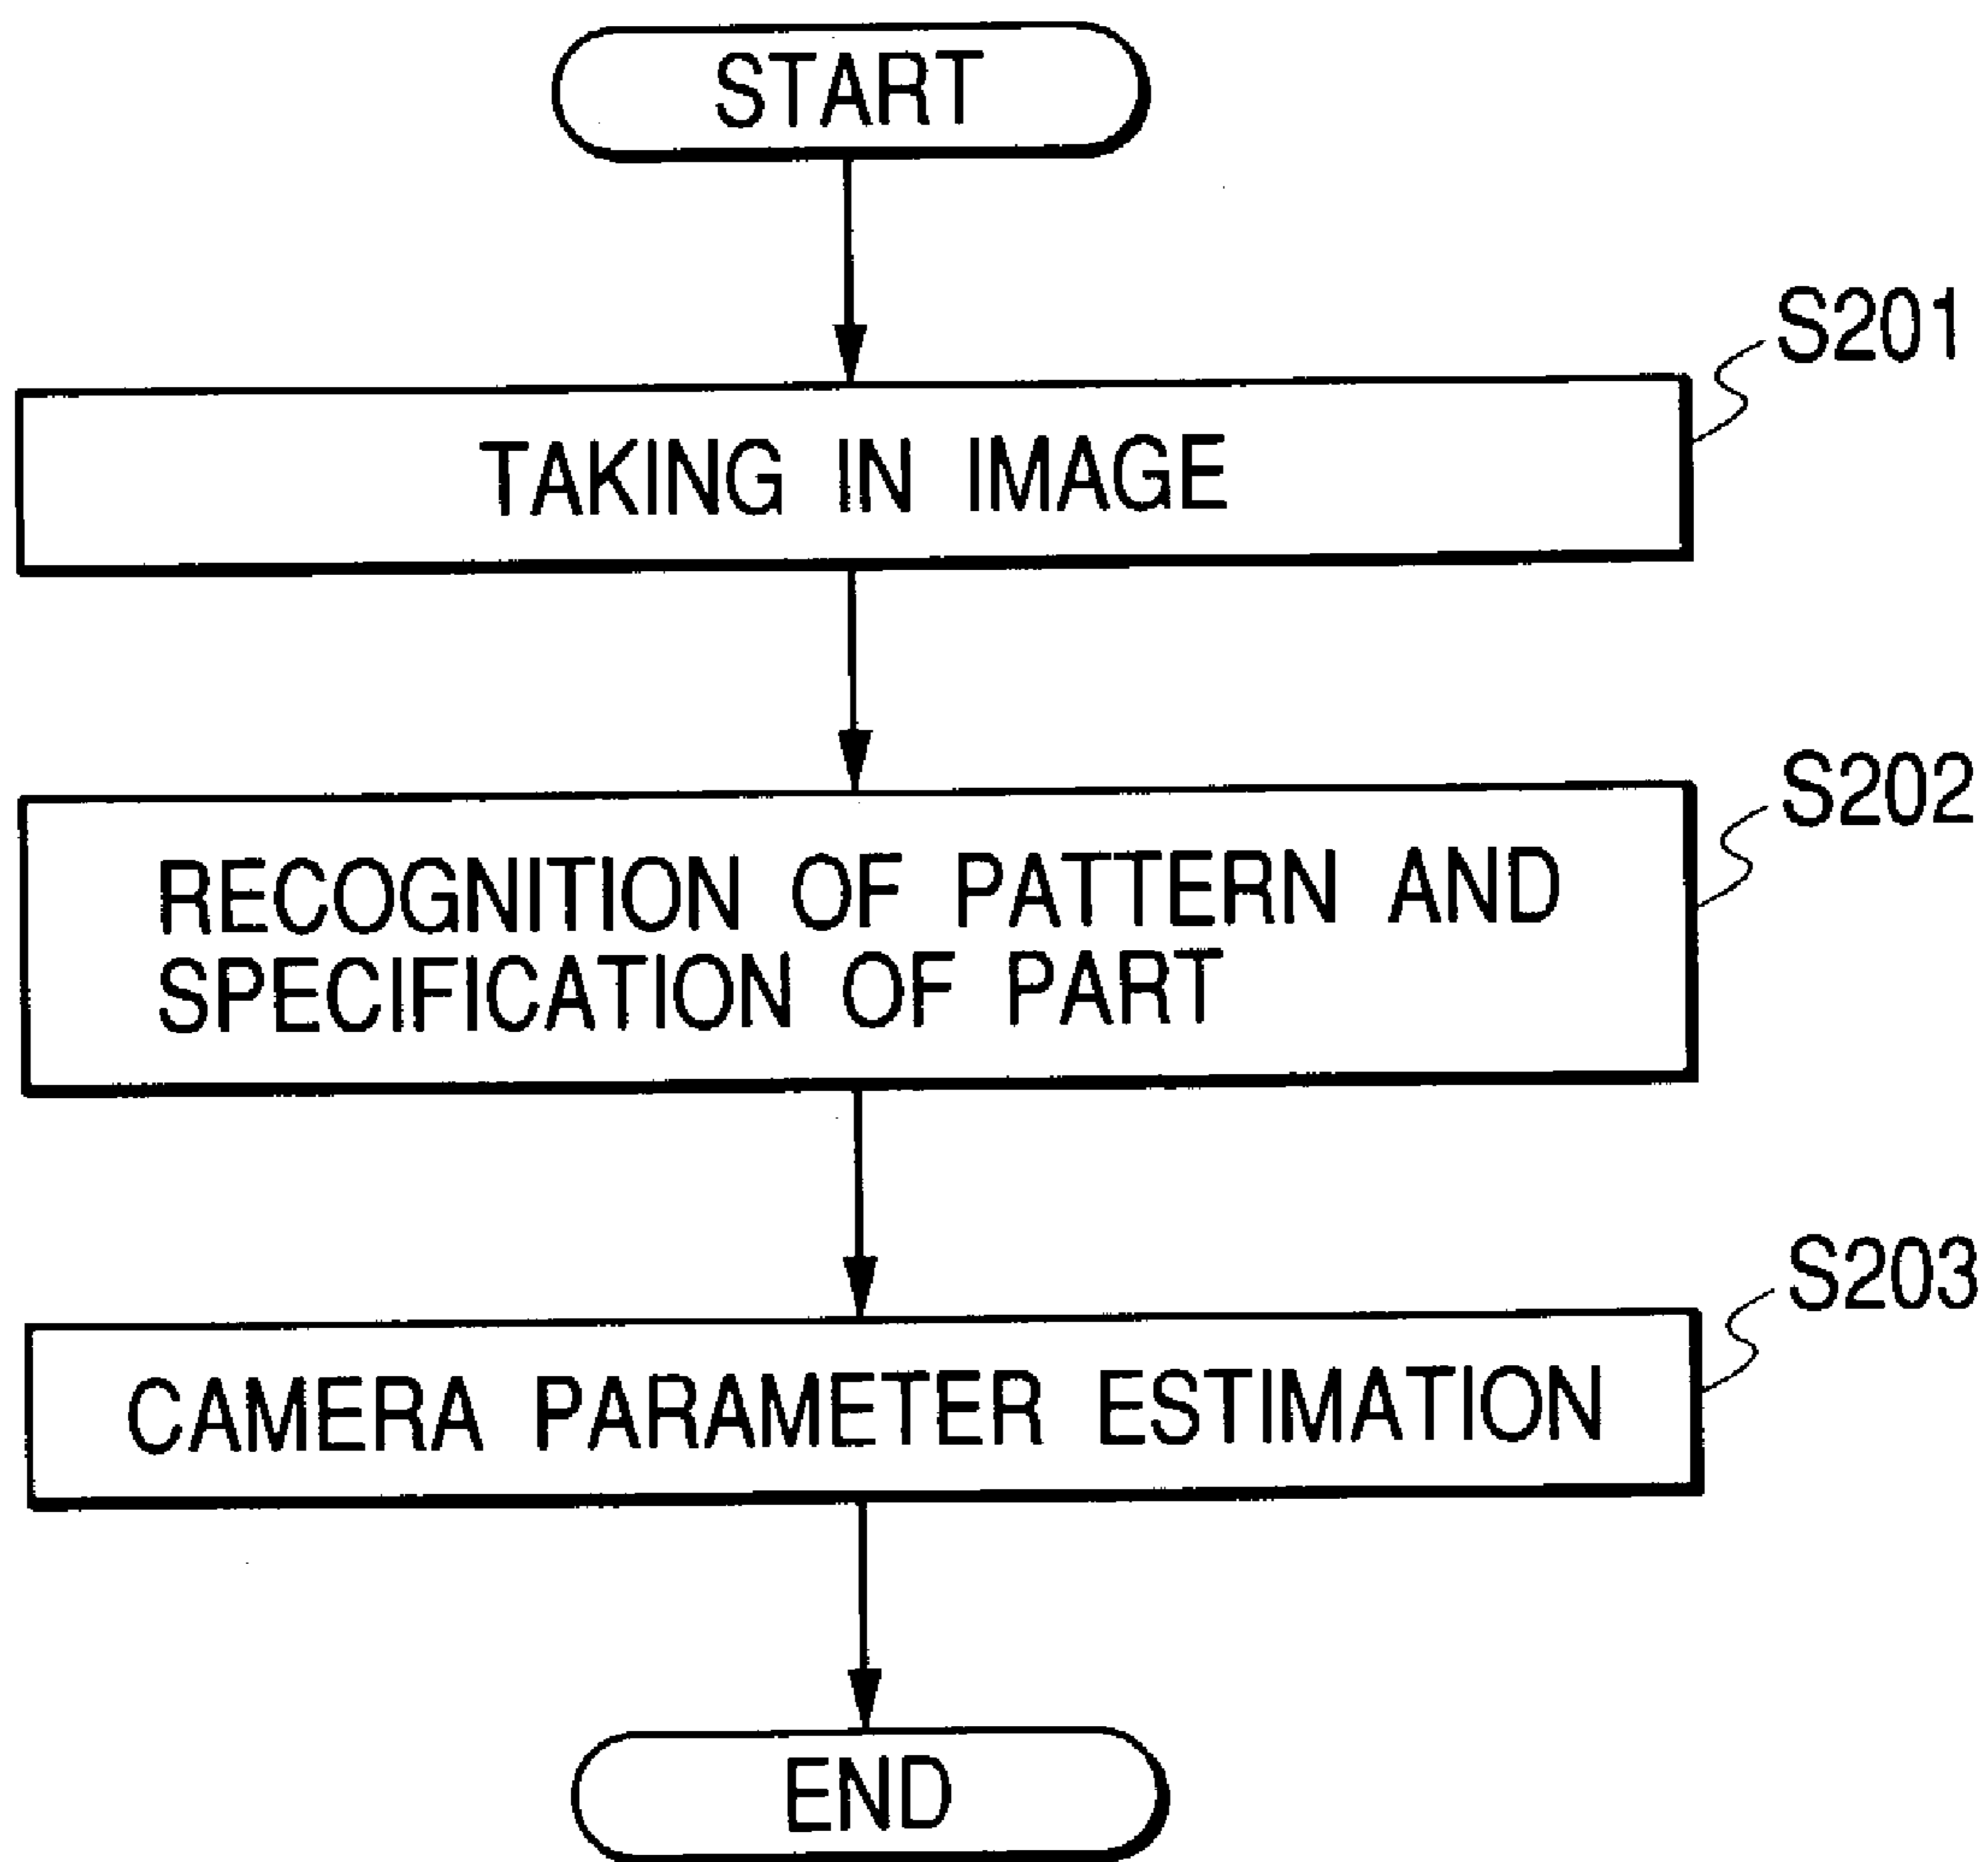 START
S201
TAKING IN IMAGE
S202
RECOGNITION OF PATTERN AND
SPECIFICATION OF PART
S203
CAMERA PARAMETER ESTIMATION
END